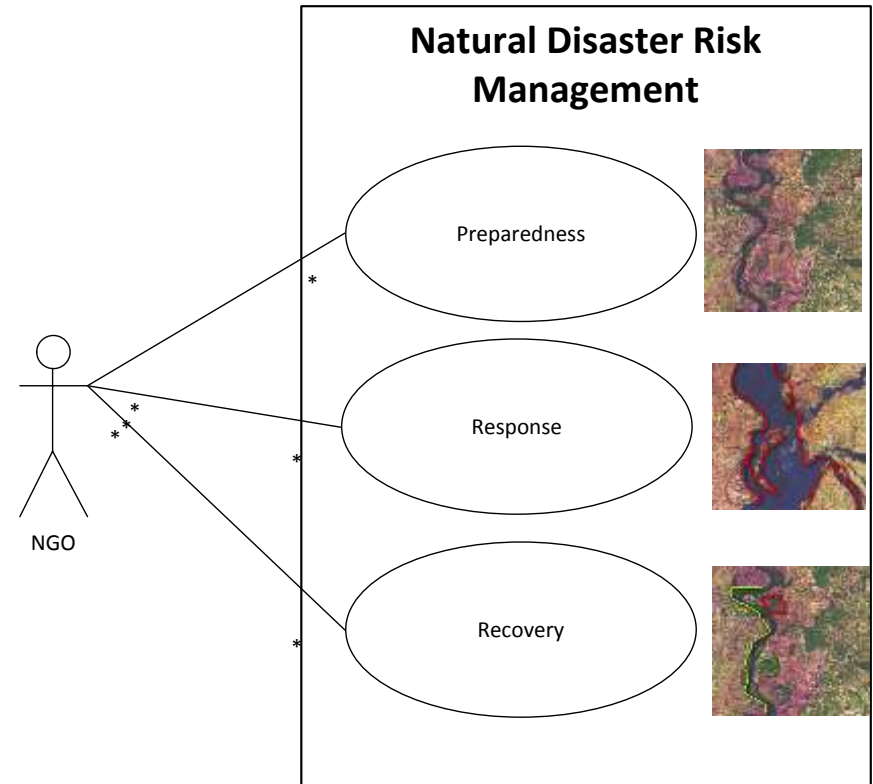 Natural Disaster Risk
Management
Preparedness
*
Response
*
*
*
*
NGO
Recovery
*